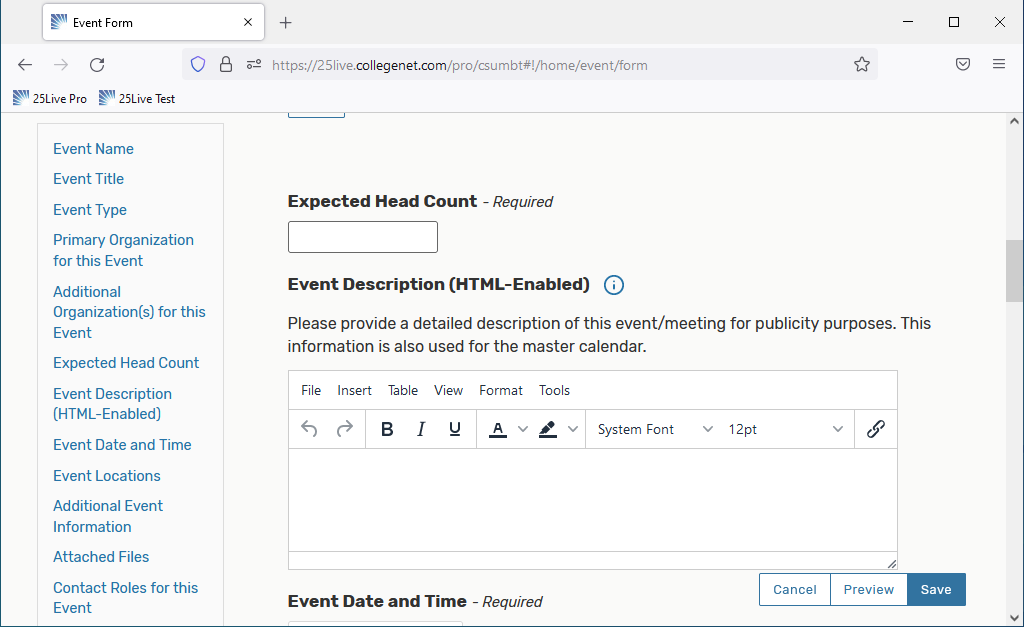 Event Form
https://25live.collegenet.com/pro/csumbt#!/home/event/form
25Live Pro
25Live Test
Event Name
Event Title
Event Type
Primary Organization
for this Event
Additional
Organization(s) for this
Event
Expected Head Count
Event Description
(HTML-Enabled)
Event Date and Time
Event Locations
Additional Event
Information
Attached Files
Contact Roles for this
Event
Expected Head Count - Required
Event Description (HTML-Enabled)
Please provide a detailed description of this event/meeting for publicity purposes. This
information is also used for the master calendar.
File Insert Table View Format Tools
B I U A System Font 12pt
Cancel Preview Save
Event Date and Time - Required